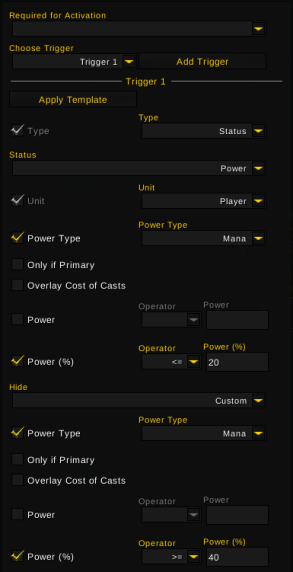 Required for Activation
Choose Trigger
Trigger 1
Add Trigger
Trigger 1
Apply Template
Type
Type
Status
Status
Power
Unit
Unit
Player
Power Type
Power Type
Mana
Only if Primary
Overlay Cost of Casts
Operator
Power
Power
Operator
Power (%)
Power (%)
<=
20
Hide
Custom
Power Type
Power Type
Mana
Only if Primary
Overlay Cost of Casts
Operator
Power
Power
Operator
Power (%)
Power (%)
>=
40